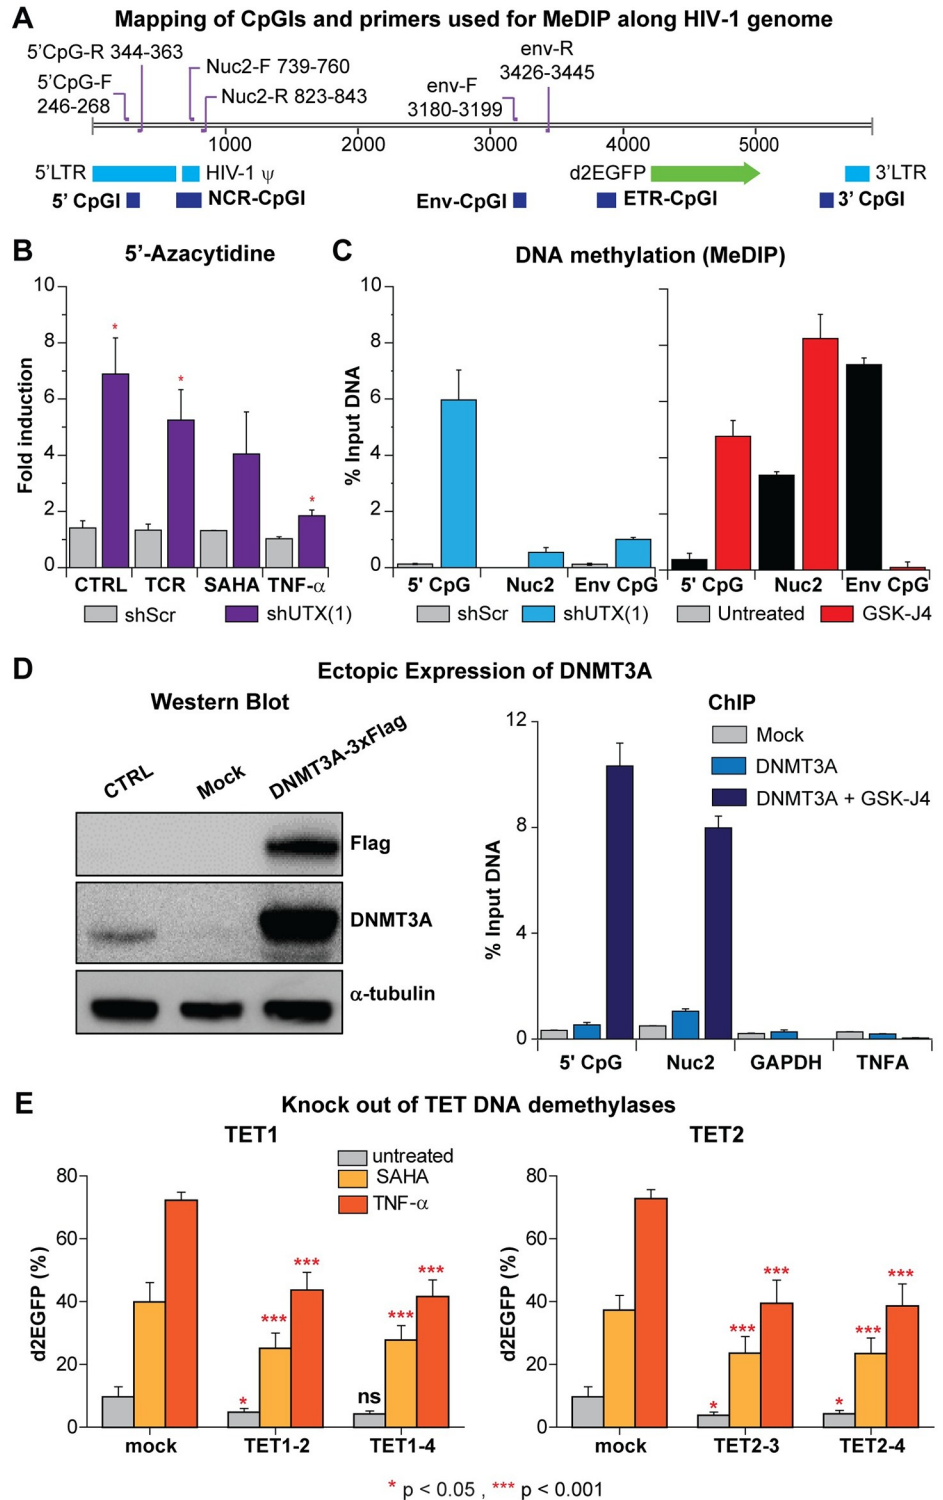 A Mapping of CpGIs and primers used for MeDIP along HIV-1 genome
5'CpG-R 344-363
5'CpG-F
246-268
Nuc2-F 739-760
Nuc2-R 823-843
env-F
3180-3199
env-R
3426-3445
1000 2000 3000 4000 5000
5'LTR HIV-1 ψ d2EGFP 3'LTR
5' CpGI NCR-CpGI Env-CpGI ETR-CpGI 3' CpGI
B 5'-Azacytidine
Fold induction
10
8
6
4
2
0
* * *
CTRL TCR SAHA TNF-α
shScr shUTX(1)
C DNA methylation (MeDIP)
% Input DNA
10
8
6
4
2
0
5' CpG Nuc2 Env CpG
shScr shUTX(1)
5' CpG Nuc2 Env CpG
Untreated GSK-J4
D Ectopic Expression of DNMT3A
Western Blot
CTRL Mock DNMT3A-3xFlag
Flag
DNMT3A
α-tubulin
ChIP
Mock
DNMT3A
DNMT3A + GSK-J4
% Input DNA
12
8
4
0
5' CpG Nuc2 GAPDH TNFA
E Knock out of TET DNA demethylases
TET1
untreated
SAHA
TNF-α
d2EGFP (%)
80
60
40
20
0
* *** *** ns *** ***
mock TET1-2 TET1-4
TET2
d2EGFP (%)
80
60
40
20
0
* *** *** * *** ***
mock TET2-3 TET2-4
* p < 0.05 , *** p < 0.001